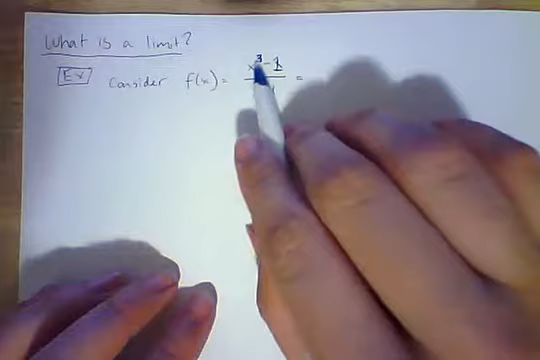 What is a limit?
Ex Consider f(x) = x³ - 1 =